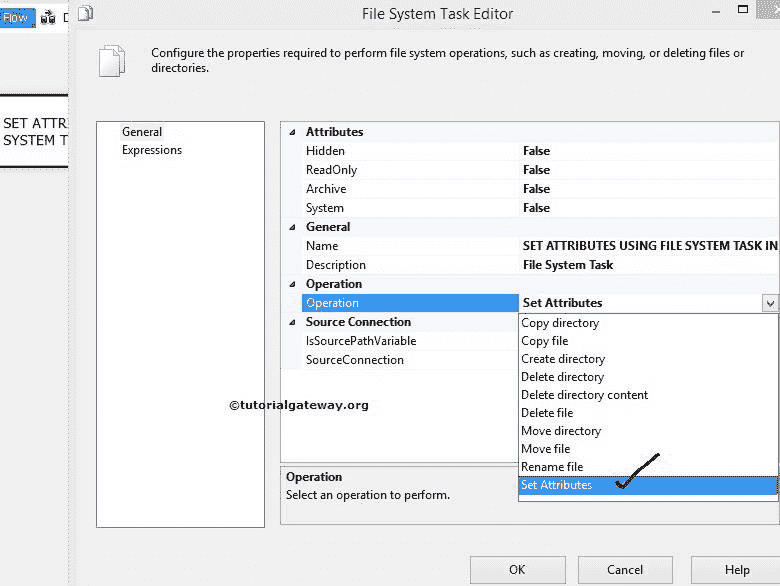 Flow
File System Task Editor
Configure the properties required to perform file system operations, such as creating, moving, or deleting files or
directories.
SET ATTR
SYSTEM T
General
Expressions
Attributes
Hidden False
ReadOnly False
Archive False
System False
General
Name SET ATTRIBUTES USING FILE SYSTEM TASK IN
Description File System Task
Operation
Operation Set Attributes
Source Connection
IsSourcePathVariable
SourceConnection
Copy directory
Copy file
Create directory
Delete directory
Delete directory content
Delete file
Move directory
Move file
Rename file
Set Attributes
©tutorialgateway.org
Operation
Select an operation to perform.
OK Cancel Help